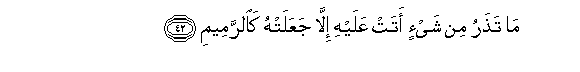 مَا تَذَرُ مِن شَىْءٍ أَتَتْ عَلَيْهِ إِلَّا جَعَلَتْهُ كَٱلرَّمِيمِ ٤٢